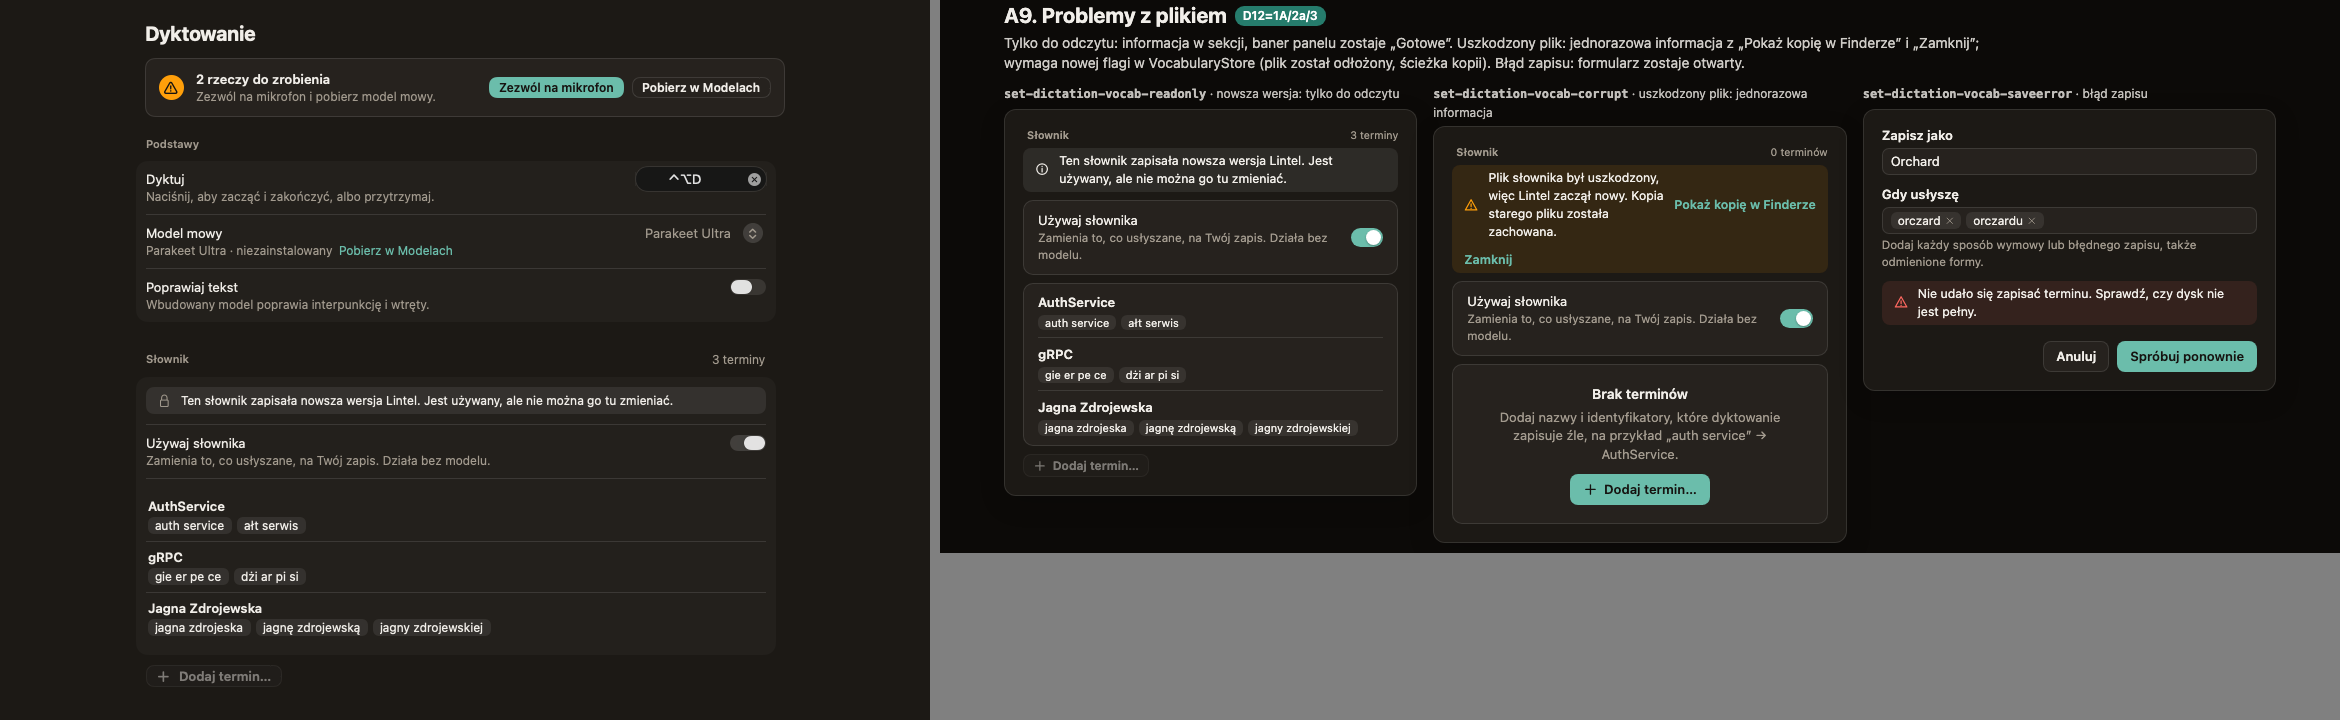 Dyktowanie
2 rzeczy do zrobienia
Zezwól na mikrofon i pobierz model mowy.
Zezwól na mikrofon
Pobierz w Modelach
Podstawy
Dyktuj
Naciśnij, aby zacząć i zakończyć, albo przytrzymaj.
⌃⌥D
Model mowy
Parakeet Ultra · niezainstalowany Pobierz w Modelach
Parakeet Ultra
Poprawiaj tekst
Wbudowany model poprawia interpunkcję i wtręty.
Słownik
3 terminy
Ten słownik zapisała nowsza wersja Lintel. Jest używany, ale nie można go tu zmieniać.
Używaj słownika
Zamienia to, co usłyszane, na Twój zapis. Działa bez modelu.
AuthService
auth service ałt serwis
gRPC
gie er pe ce dżi ar pi si
Jagna Zdrojewska
jagna zdrojeska jagnę zdrojewską jagny zdrojewskiej
+ Dodaj termin...
A9. Problemy z plikiem D12=1A/2a/3
Tylko do odczytu: informacja w sekcji, baner panelu zostaje „Gotowe”. Uszkodzony plik: jednorazowa informacja z „Pokaż kopię w Finderze” i „Zamknij”;
wymaga nowej flagi w VocabularyStore (plik został odłożony, ścieżka kopii). Błąd zapisu: formularz zostaje otwarty.
set-dictation-vocab-readonly · nowsza wersja: tylko do odczytu
Słownik
3 terminy
Ten słownik zapisała nowsza wersja Lintel. Jest
używany, ale nie można go tu zmieniać.
Używaj słownika
Zamienia to, co usłyszane, na Twój zapis. Działa bez
modelu.
AuthService
auth service ałt serwis
gRPC
gie er pe ce dżi ar pi si
Jagna Zdrojewska
jagna zdrojeska jagnę zdrojewską jagny zdrojewskiej
+ Dodaj termin...
set-dictation-vocab-corrupt · uszkodzony plik: jednorazowa
informacja
Słownik
0 terminów
Plik słownika był uszkodzony,
więc Lintel zaczął nowy. Kopia
starego pliku została
zachowana.
Pokaż kopię w Finderze
Zamknij
Używaj słownika
Zamienia to, co usłyszane, na Twój zapis. Działa bez
modelu.
Brak terminów
Dodaj nazwy i identyfikatory, które dyktowanie
zapisuje źle, na przykład „auth service” →
AuthService.
+ Dodaj termin...
set-dictation-vocab-saveerror · błąd zapisu
Zapisz jako
Orchard
Gdy usłyszę
orczard × orczardu ×
Dodaj każdy sposób wymowy lub błędnego zapisu, także
odmienione formy.
Nie udało się zapisać terminu. Sprawdź, czy dysk nie
jest pełny.
Anuluj
Spróbuj ponownie